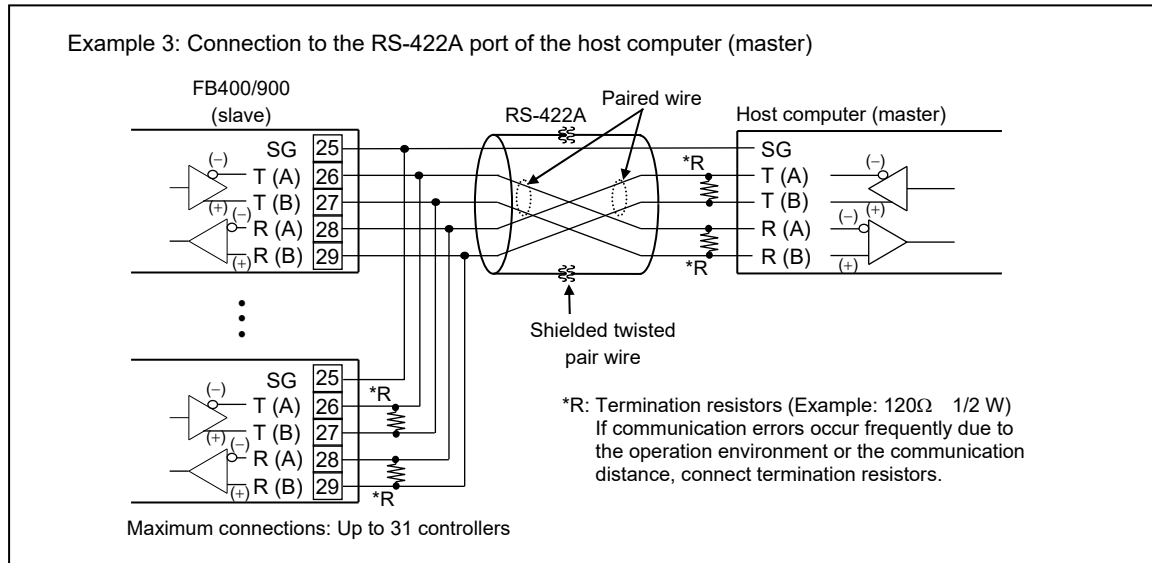 Example 3: Connection to the RS-422A port of the host computer (master)
FB400/900
(slave)
SG 25
(−) T (A) 26
(+) T (B) 27
(−) R (A) 28
(+) R (B) 29
RS-422A
Paired wire
Host computer (master)
SG
*R T (A) (−)
T (B) (+)
R (A) (−)
*R R (B) (+)
Shielded twisted
pair wire
SG 25
(−) T (A) 26 *R
(+) T (B) 27
(−) R (A) 28
(+) R (B) 29 *R
*R: Termination resistors (Example: 120Ω 1/2 W)
If communication errors occur frequently due to
the operation environment or the communication
distance, connect termination resistors.
Maximum connections: Up to 31 controllers